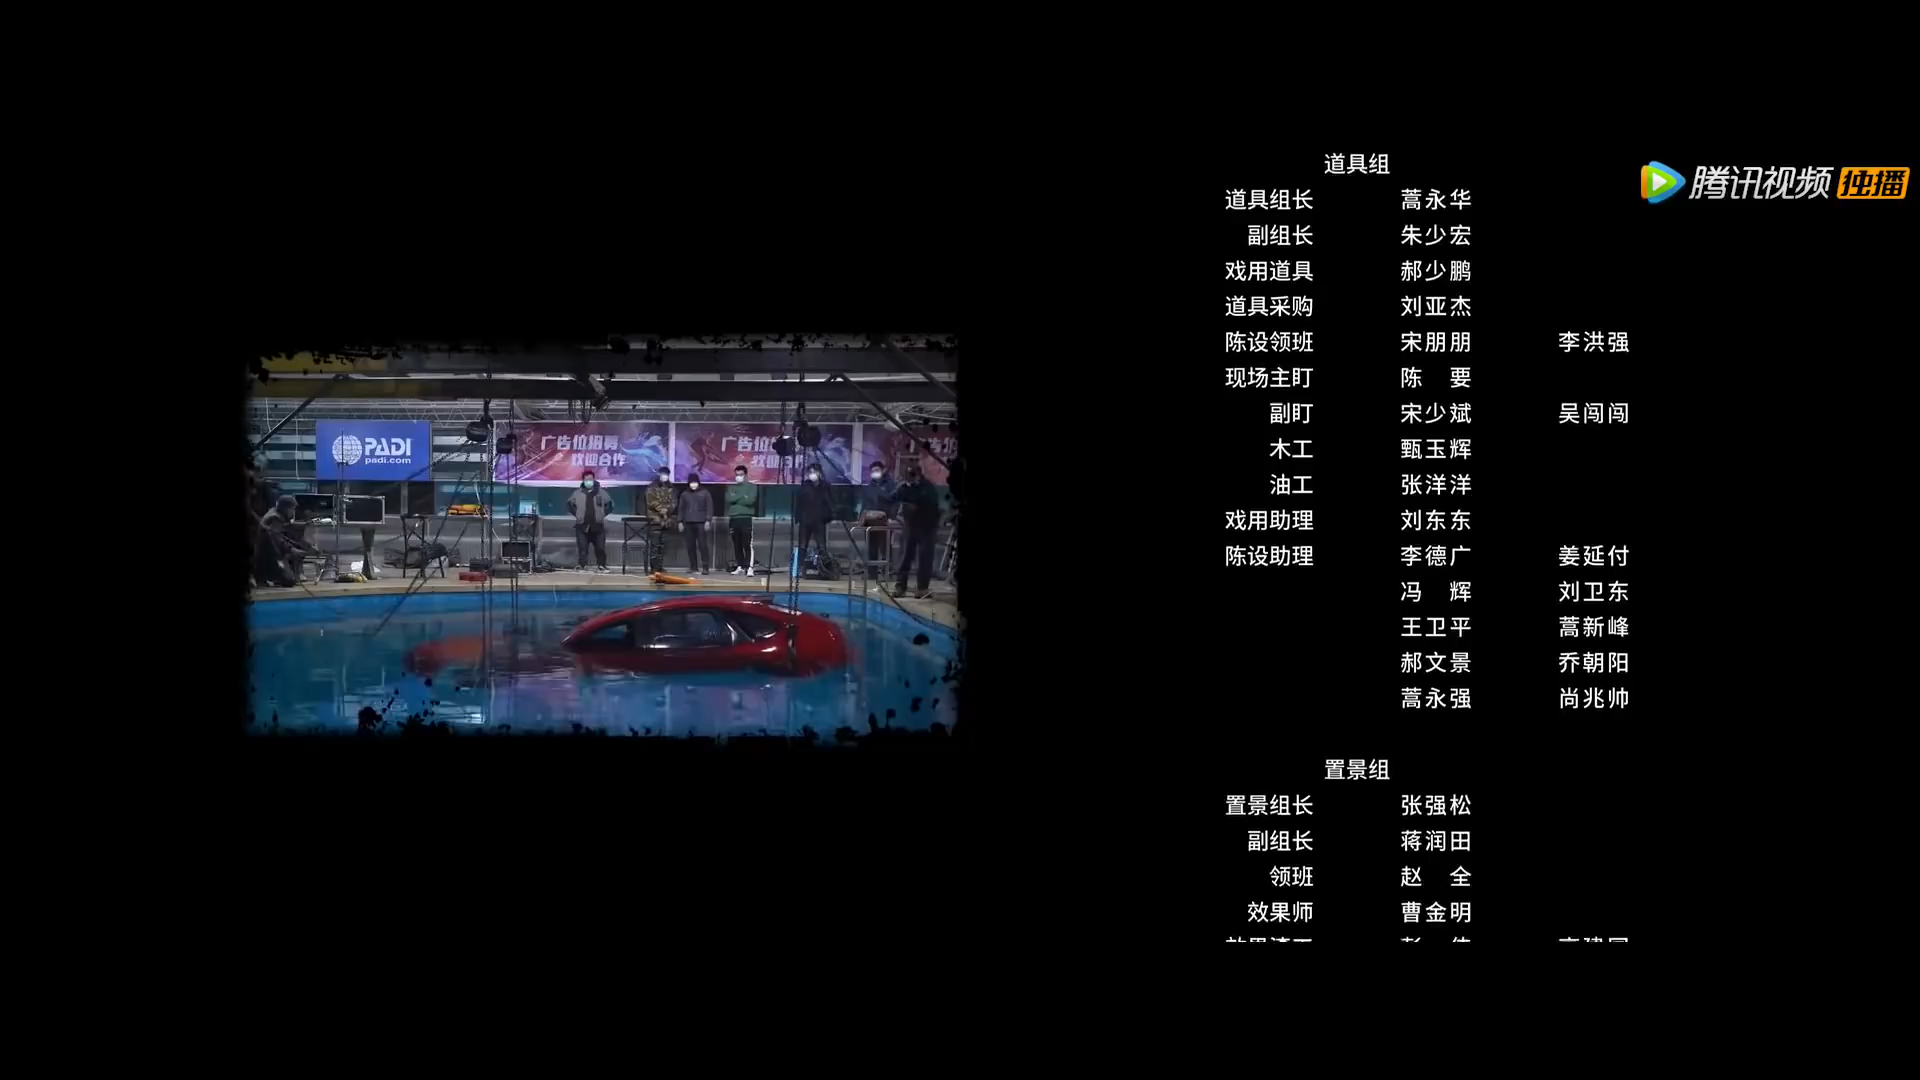 道具组
道具组长 蒿永华
副组长 朱少宏
戏用道具 郝少鹏
道具采购 刘亚杰
陈设领班 宋朋朋 李洪强
现场主盯 陈 要
副盯 宋少斌 吴闯闯
木工 甄玉辉
油工 张洋洋
戏用助理 刘东东
陈设助理 李德广 姜延付
冯 辉 刘卫东
王卫平 蒿新峰
郝文景 乔朝阳
蒿永强 尚兆帅
置景组
置景组长 张强松
副组长 蒋润田
领班 赵 全
效果师 曹金明
腾讯视频 独播
PADI
padi.com
广告位招募
欢迎合作
广告位
欢迎合作